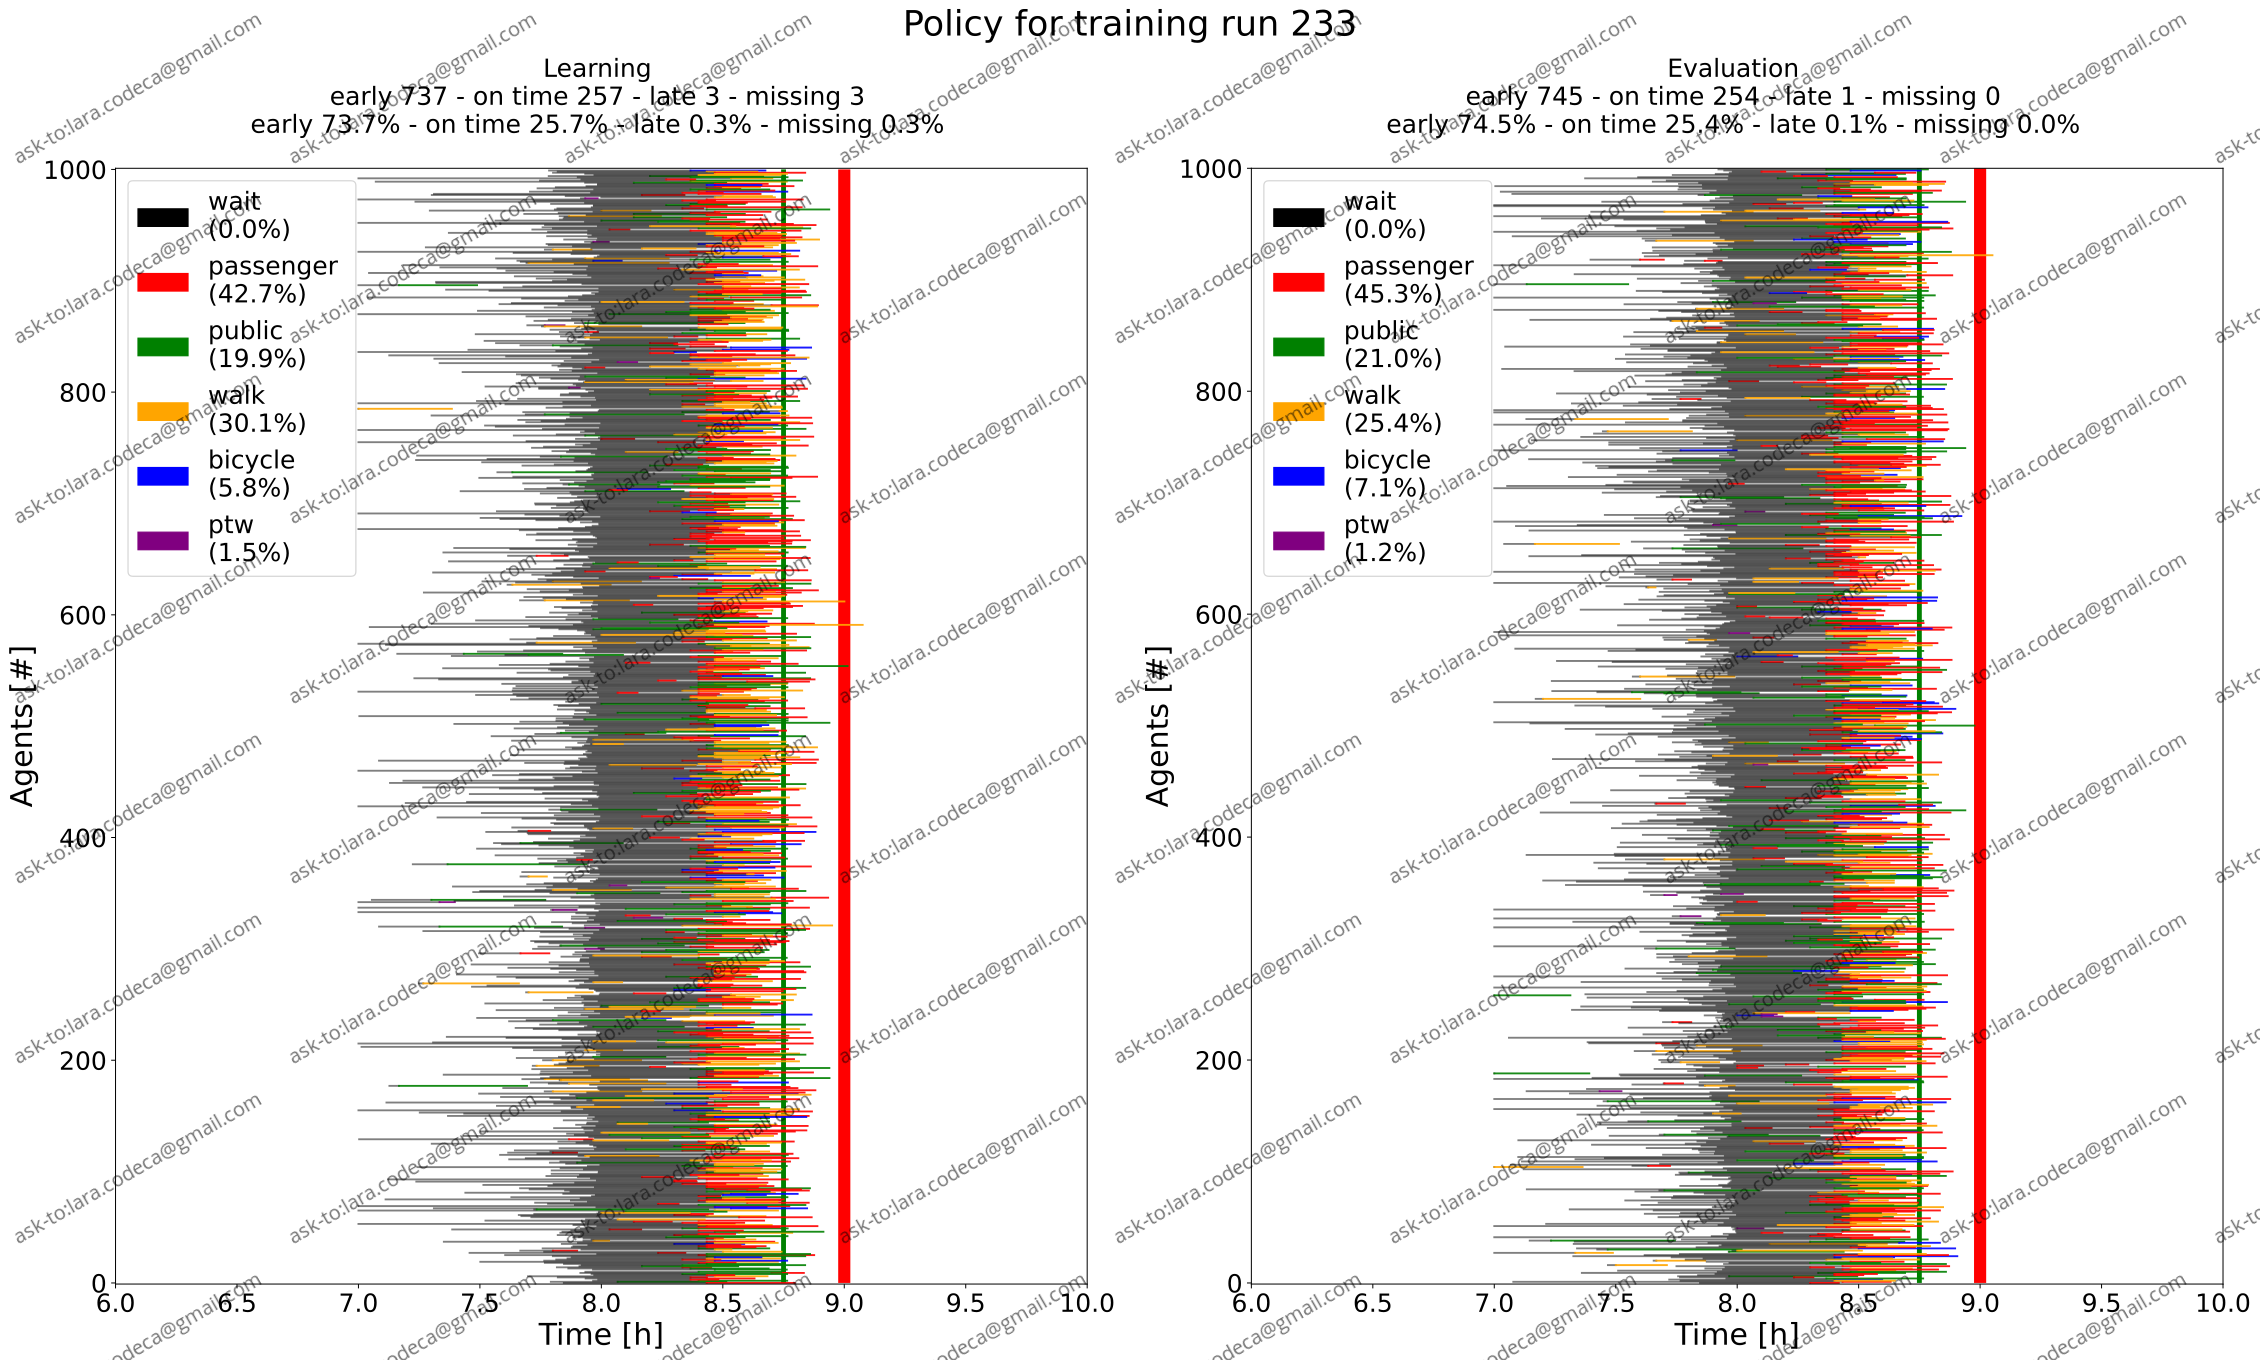 Policy for training run 233
Learning
early 737 - on time 257 - late 3 - missing 3
early 73.7% - on time 25.7% - late 0.3% - missing 0.3%
1000
800
600
400
200
0
Agents [#]
wait
(0.0%)
passenger
(42.7%)
public
(19.9%)
walk
(30.1%)
bicycle
(5.8%)
ptw
(1.5%)
6.0 6.5 7.0 7.5 8.0 8.5 9.0 9.5 10.0
Time [h]
Evaluation
early 745 - on time 254 - late 1 - missing 0
early 74.5% - on time 25.4% - late 0.1% - missing 0.0%
1000
800
600
400
200
0
Agents [#]
wait
(0.0%)
passenger
(45.3%)
public
(21.0%)
walk
(25.4%)
bicycle
(7.1%)
ptw
(1.2%)
6.0 6.5 7.0 7.5 8.0 8.5 9.0 9.5 10.0
Time [h]
ask-to:lara.codeca@gmail.com